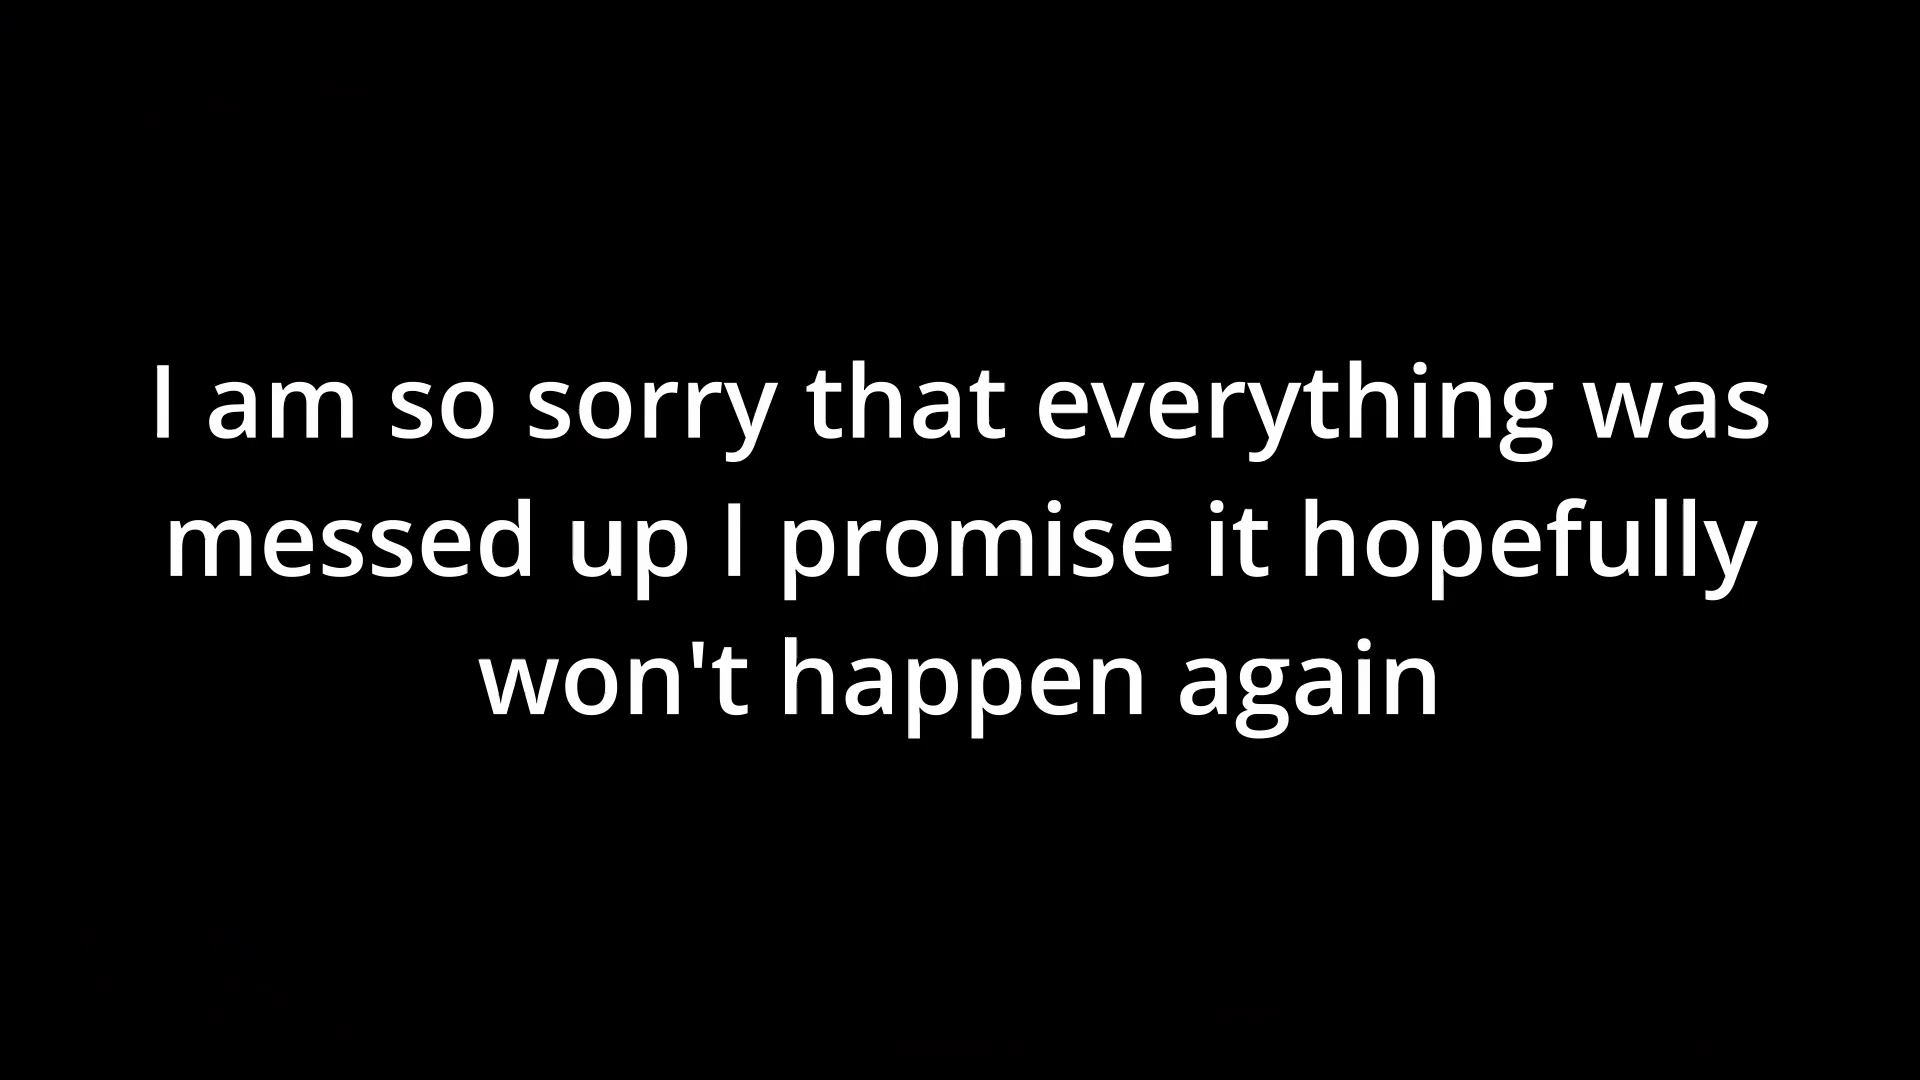 I am so sorry that everything was
messed up I promise it hopefully
won't happen again